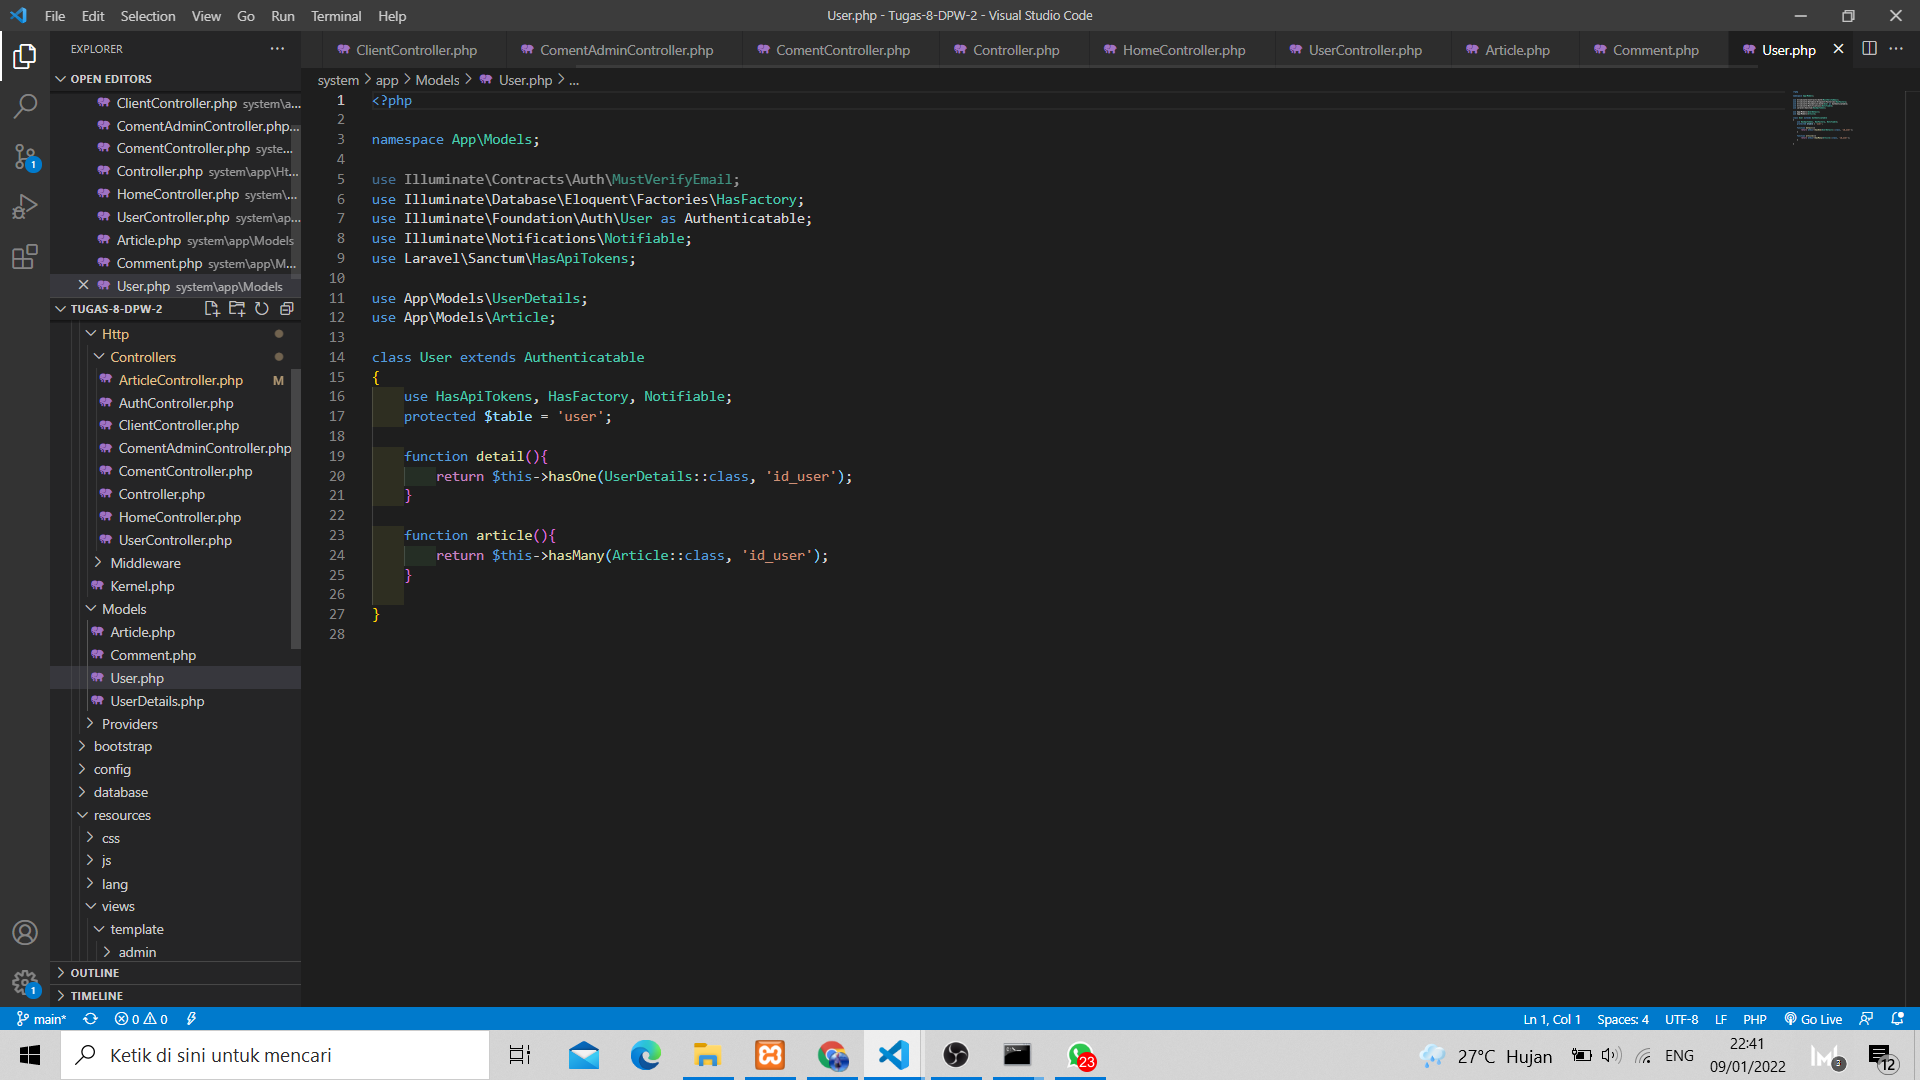 File Edit Selection View Go Run Terminal Help
User.php - Tugas-8-DPW-2 - Visual Studio Code
EXPLORER
ClientController.php ComentAdminController.php ComentController.php Controller.php HomeController.php UserController.php Article.php Comment.php User.php
system > app > Models > User.php > ...
OPEN EDITORS
ClientController.php system\a...
ComentAdminController.php...
ComentController.php syste...
Controller.php system\app\Ht...
HomeController.php system\...
UserController.php system\ap...
Article.php system\app\Models
Comment.php system\app\M...
User.php system\app\Models
TUGAS-8-DPW-2
Http
Controllers
ArticleController.php M
AuthController.php
ClientController.php
ComentAdminController.php
ComentController.php
Controller.php
HomeController.php
UserController.php
Middleware
Kernel.php
Models
Article.php
Comment.php
User.php
UserDetails.php
Providers
bootstrap
config
database
resources
css
js
lang
views
template
admin
OUTLINE
TIMELINE
1 <?php
2
3 namespace App\Models;
4
5 use Illuminate\Contracts\Auth\MustVerifyEmail;
6 use Illuminate\Database\Eloquent\Factories\HasFactory;
7 use Illuminate\Foundation\Auth\User as Authenticatable;
8 use Illuminate\Notifications\Notifiable;
9 use Laravel\Sanctum\HasApiTokens;
10
11 use App\Models\UserDetails;
12 use App\Models\Article;
13
14 class User extends Authenticatable
15 {
16 use HasApiTokens, HasFactory, Notifiable;
17 protected $table = 'user';
18
19 function detail(){
20 return $this->hasOne(UserDetails::class, 'id_user');
21 }
22
23 function article(){
24 return $this->hasMany(Article::class, 'id_user');
25 }
26
27 }
28
1
1
main* 0 0
Ln 1, Col 1 Spaces: 4 UTF-8 LF PHP Go Live
Ketik di sini untuk mencari
23
27°C Hujan
ENG
22:41
09/01/2022
3
12